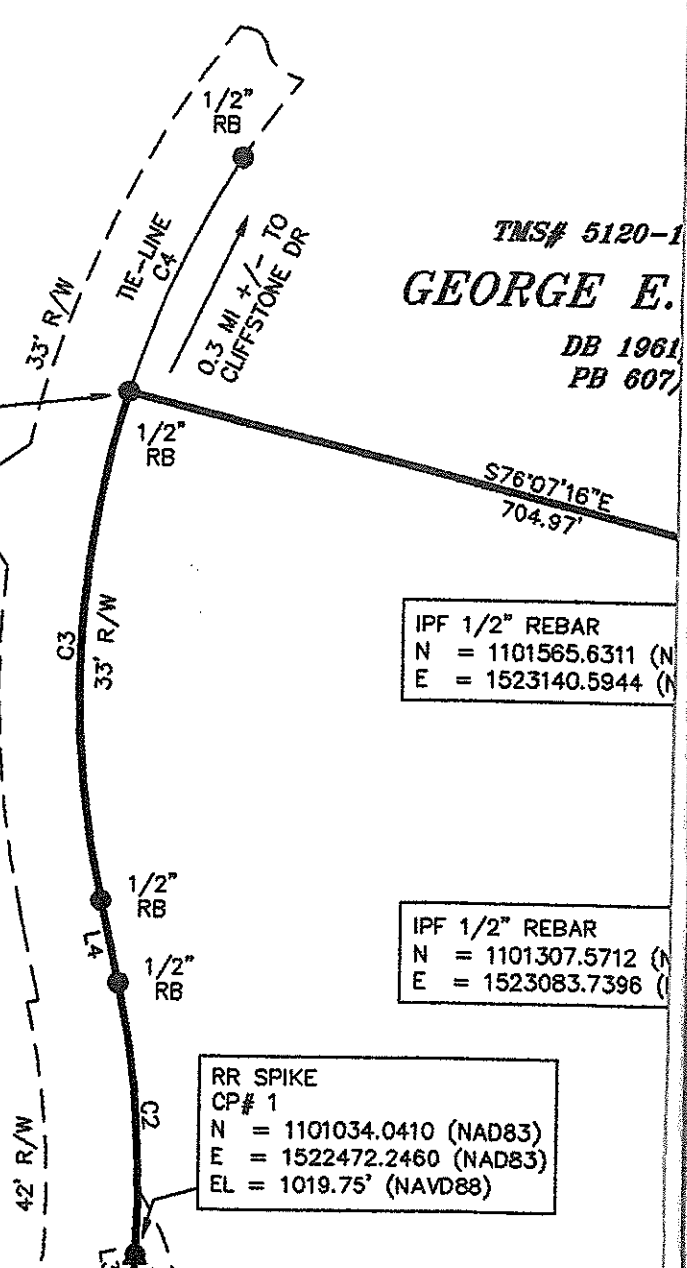 1/2"
RB
TIE-LINE
C4
0.3 MI +/- TO
CLIFFSTONE DR
TMS# 5120-1
GEORGE E.
DB 1961/
PB 607/
33' R/W
1/2"
RB
S76°07'16"E
704.97'
C3
33' R/W
IPF 1/2" REBAR
N = 1101565.6311 (N
E = 1523140.5944 (N
1/2"
RB
L4
1/2"
RB
IPF 1/2" REBAR
N = 1101307.5712 (N
E = 1523083.7396 (
RR SPIKE
CP# 1
N = 1101034.0410 (NAD83)
E = 1522472.2460 (NAD83)
EL = 1019.75' (NAVD88)
C2
42' R/W